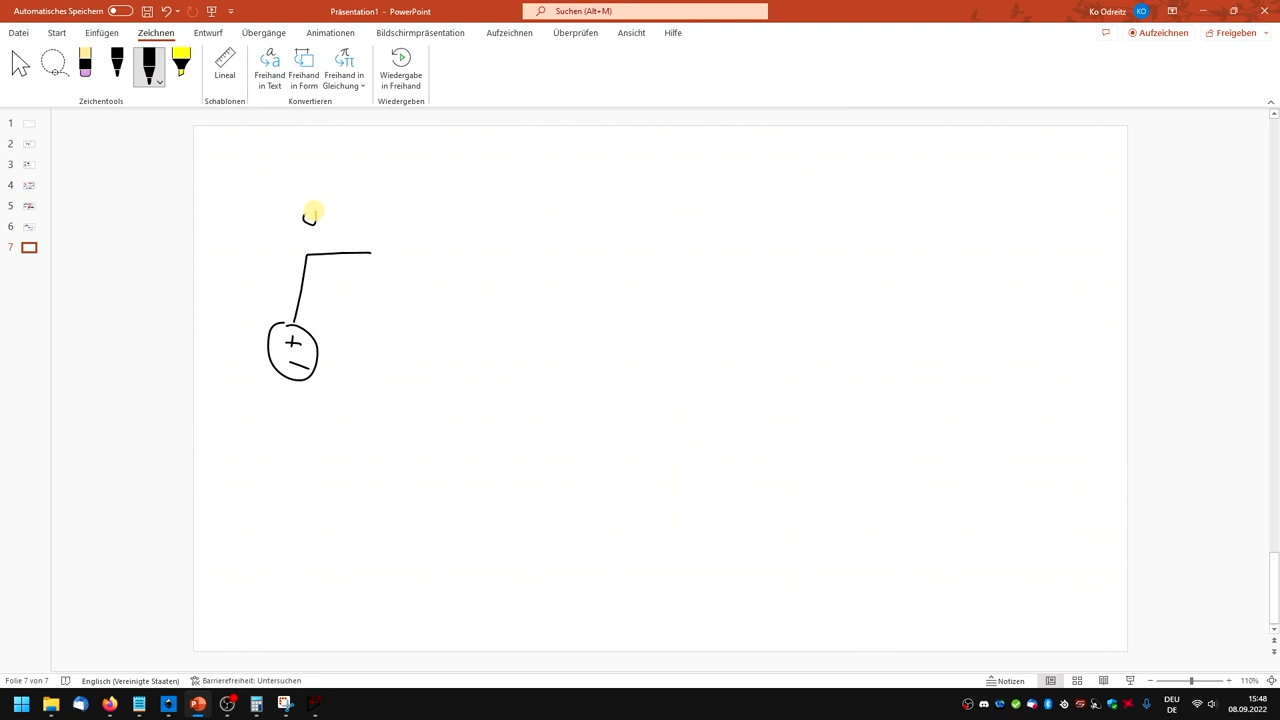 Automatisches Speichern
Präsentation1 - PowerPoint
Suchen (Alt+M)
Ko Odreitz
KO
Datei Start Einfügen Zeichnen Entwurf Übergänge Animationen Bildschirmpräsentation Aufzeichnen Überprüfen Ansicht Hilfe
Aufzeichnen
Freigeben
Lineal
Freihand in Text
Freihand in Form
Freihand in Gleichung
Wiedergabe in Freihand
Zeichentools
Schablonen
Konvertieren
Wiedergeben
1
2
3
4
5
6
7
+
−
Folie 7 von 7
Englisch (Vereinigte Staaten)
Barrierefreiheit: Untersuchen
Notizen
110%
DEU
DE
15:48
08.09.2022